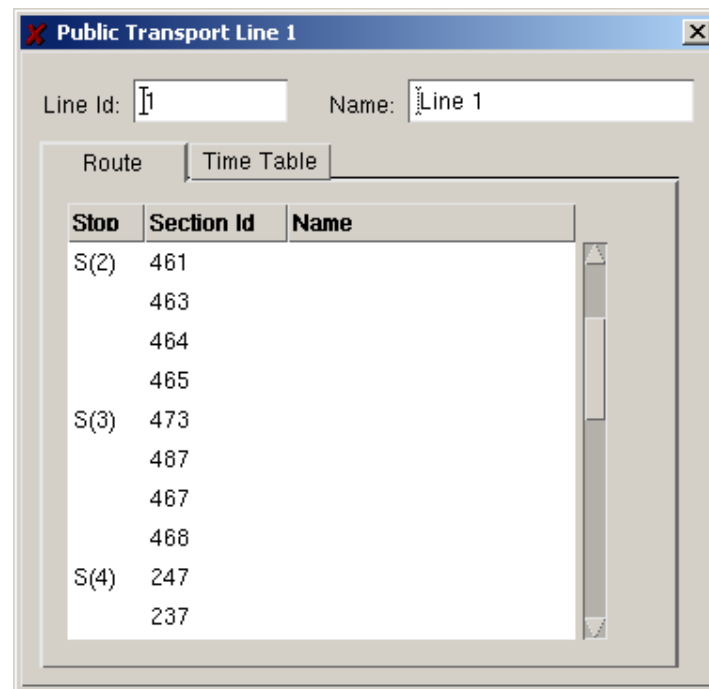 Public Transport Line 1
Line Id: 1 Name: Line 1
Route Time Table
Stop Section Id Name
S(2) 461
463
464
465
S(3) 473
487
467
468
S(4) 247
237